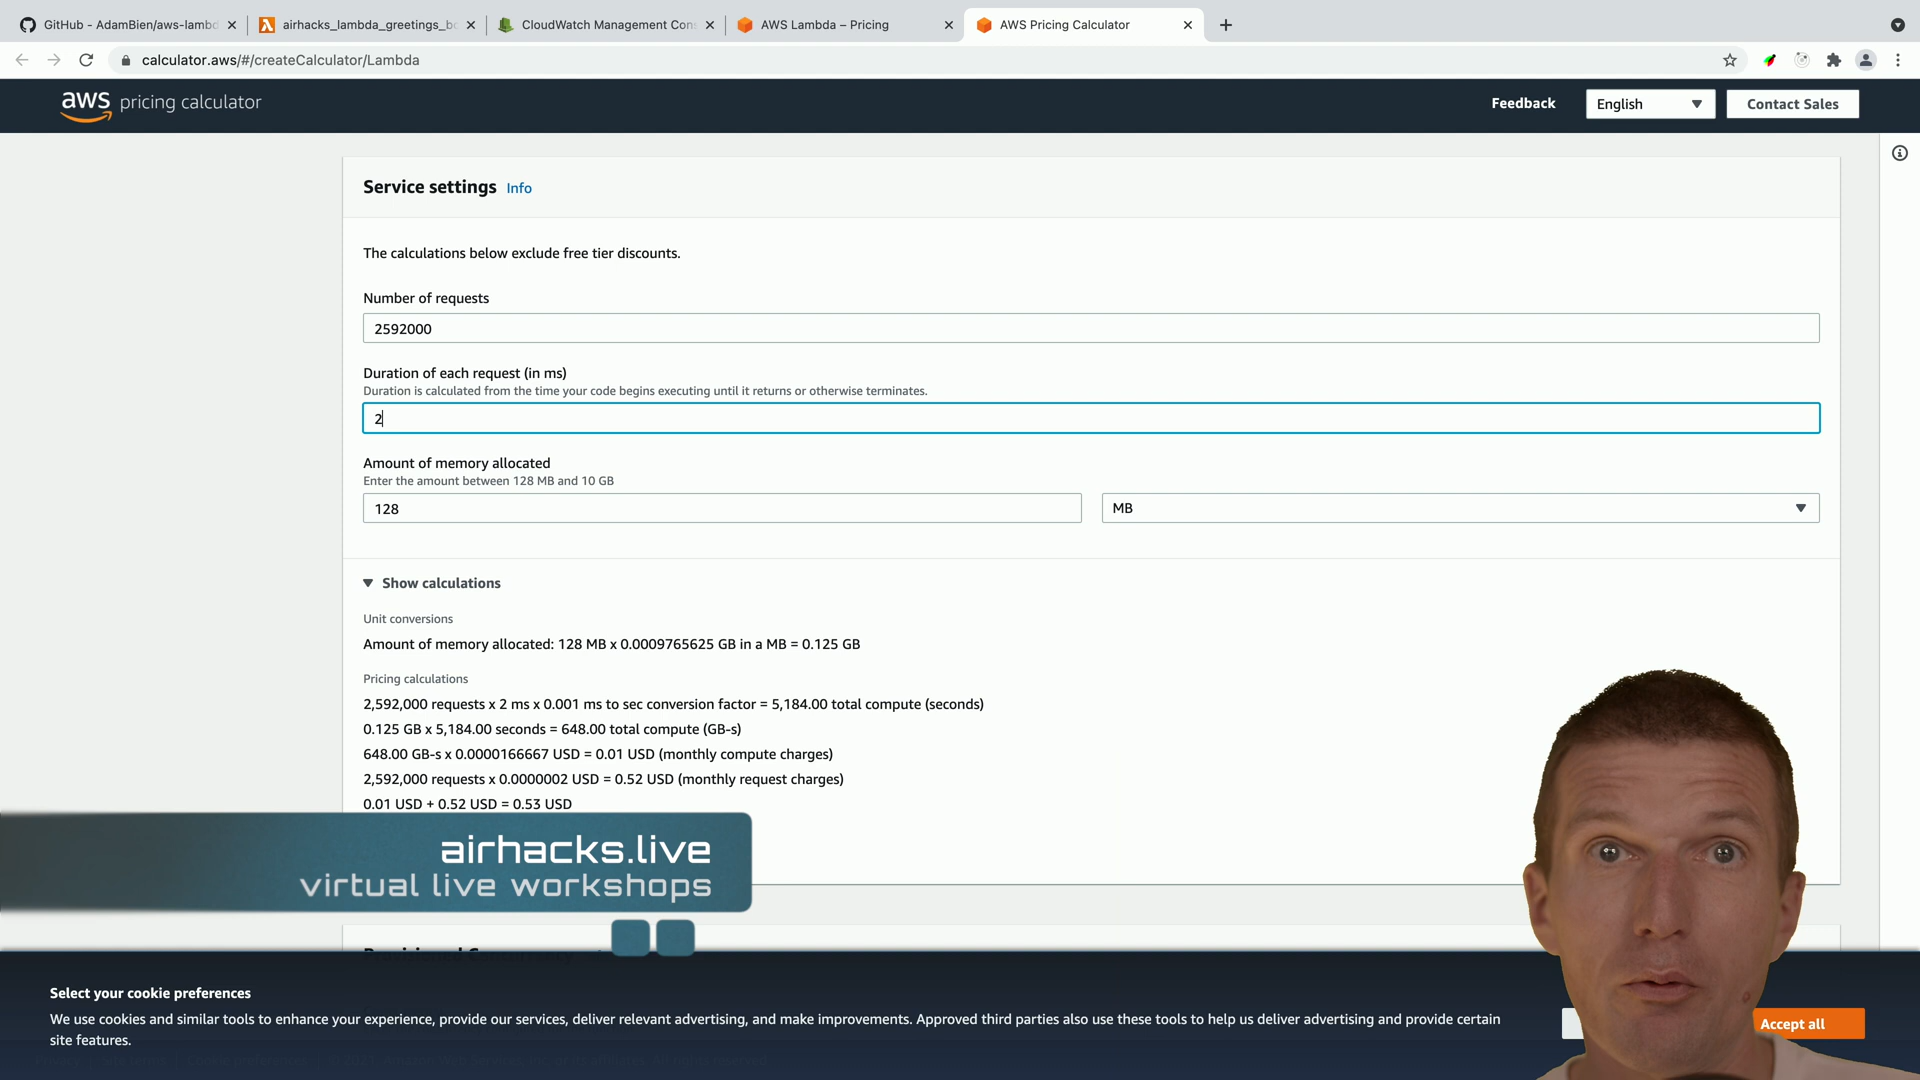 GitHub - AdamBien/aws-lambd
airhacks_lambda_greetings_bo
CloudWatch Management Cons
AWS Lambda – Pricing
AWS Pricing Calculator
calculator.aws/#/createCalculator/Lambda
aws pricing calculator
Feedback
English
Contact Sales
Service settings Info
The calculations below exclude free tier discounts.
Number of requests
2592000
Duration of each request (in ms)
Duration is calculated from the time your code begins executing until it returns or otherwise terminates.
2
Amount of memory allocated
Enter the amount between 128 MB and 10 GB
128
MB
Show calculations
Unit conversions
Amount of memory allocated: 128 MB x 0.0009765625 GB in a MB = 0.125 GB
Pricing calculations
2,592,000 requests x 2 ms x 0.001 ms to sec conversion factor = 5,184.00 total compute (seconds)
0.125 GB x 5,184.00 seconds = 648.00 total compute (GB-s)
648.00 GB-s x 0.0000166667 USD = 0.01 USD (monthly compute charges)
2,592,000 requests x 0.0000002 USD = 0.52 USD (monthly request charges)
0.01 USD + 0.52 USD = 0.53 USD
airhacks.live
virtual live workshops
Provisioned Concurrency
Select your cookie preferences
We use cookies and similar tools to enhance your experience, provide our services, deliver relevant advertising, and make improvements. Approved third parties also use these tools to help us deliver advertising and provide certain
site features.
Accept all